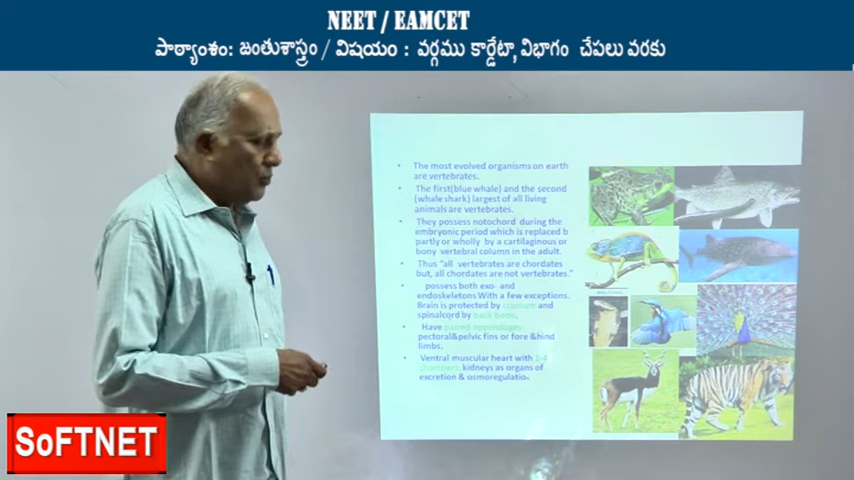 NEET / EAMCET
పాఠ్యాంశం: జంతుశాస్త్రం / విషయం : వర్గము కార్డేటా, విభాగం చేపలు వరకు
• The most evolved organisms on earth
are vertebrates.
• The first(blue whale) and the second
(whale shark) largest of all living
animals are vertebrates.
• They possess notochord during the
embryonic period which is replaced b
partly or wholly by a cartilaginous or
bony vertebral column in the adult.
• Thus "all vertebrates are chordates
but, all chordates are not vertebrates."
• possess both exo- and
endoskeletons With a few exceptions.
Brain is protected by cranium and
spinalcord by back bone.
• Have paired appendages
pectoral&pelvic fins or fore &hind
limbs.
• Ventral muscular heart with 2-4
chambers, kidneys as organs of
excretion & osmoregulation.
SoFTNET